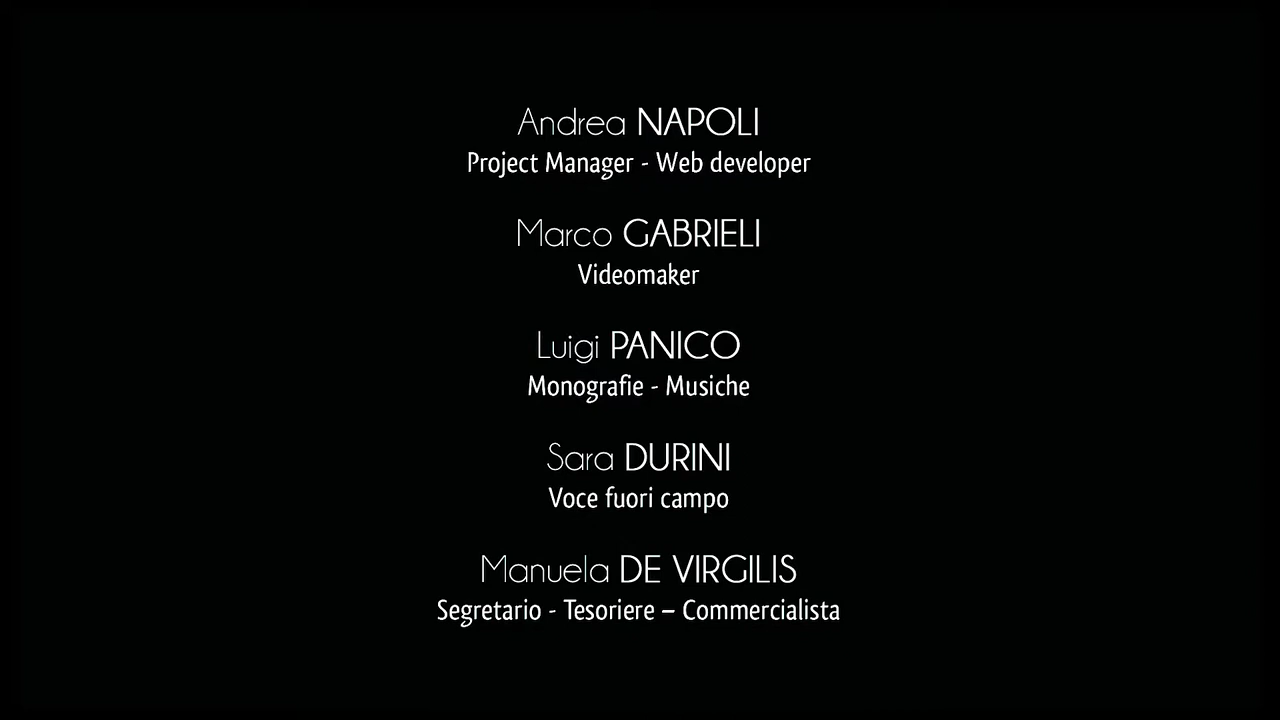 Andrea NAPOLI
Project Manager - Web developer
Marco GABRIELI
Videomaker
Luigi PANICO
Monografie - Musiche
Sara DURINI
Voce fuori campo
Manuela DE VIRGILIS
Segretario - Tesoriere – Commercialista